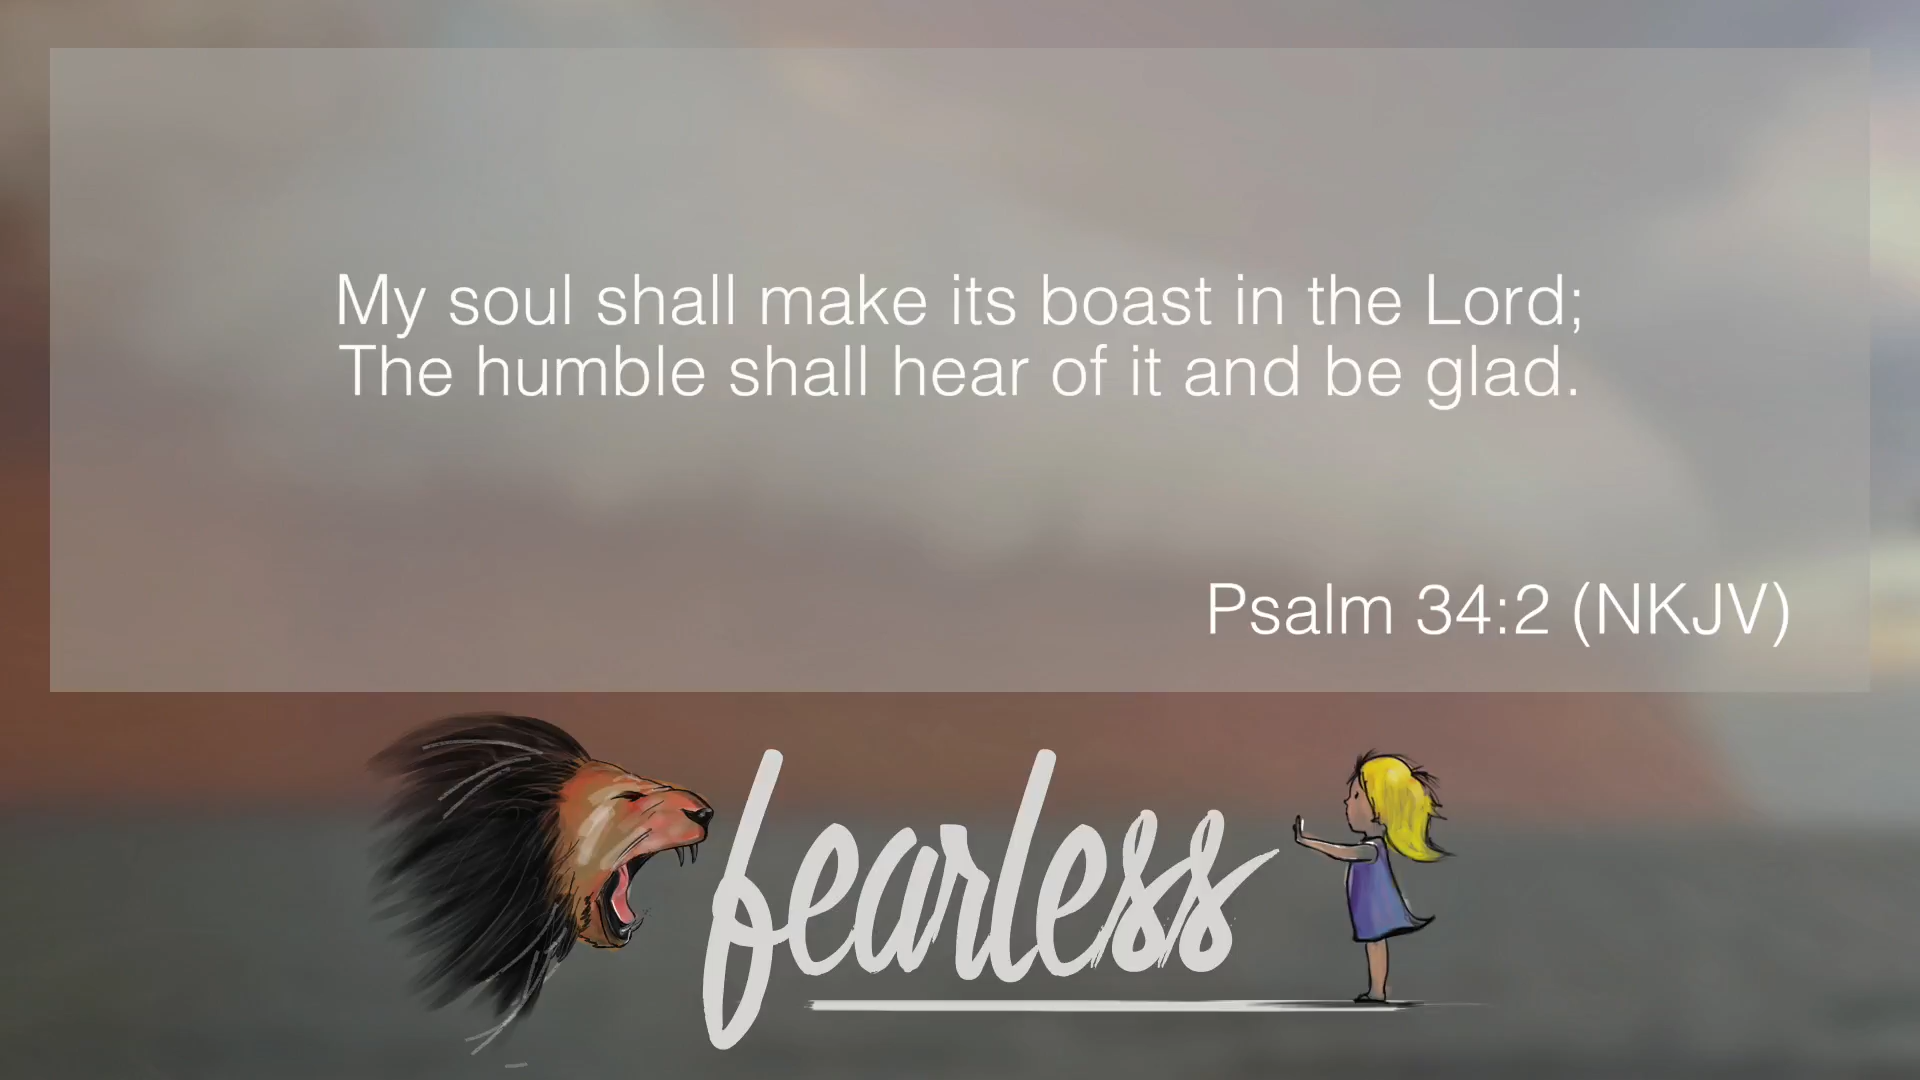 My soul shall make its boast in the Lord;
The humble shall hear of it and be glad.
Psalm 34:2 (NKJV)
fearless